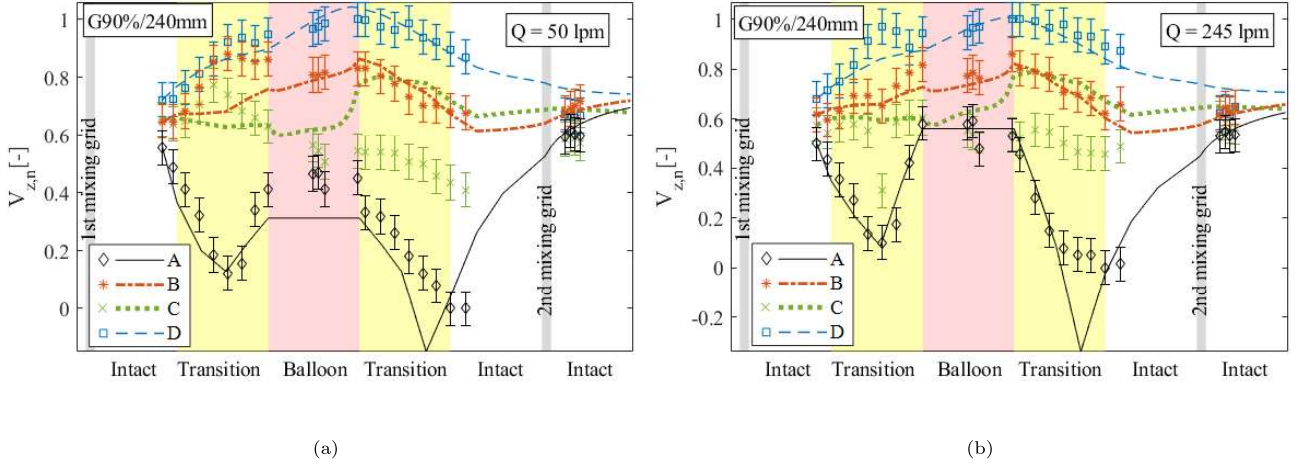 G90%/240mm
Q = 50 lpm
1
0.8
0.6
0.4
0.2
0
V_{z,n} [-]
1st mixing grid
2nd mixing grid
A
B
C
D
Intact Transition Balloon Transition Intact Intact
(a)
G90%/240mm
Q = 245 lpm
1
0.8
0.6
0.4
0.2
0
-0.2
V_{z,n} [-]
1st mixing grid
2nd mixing grid
A
B
C
D
Intact Transition Balloon Transition Intact Intact
(b)